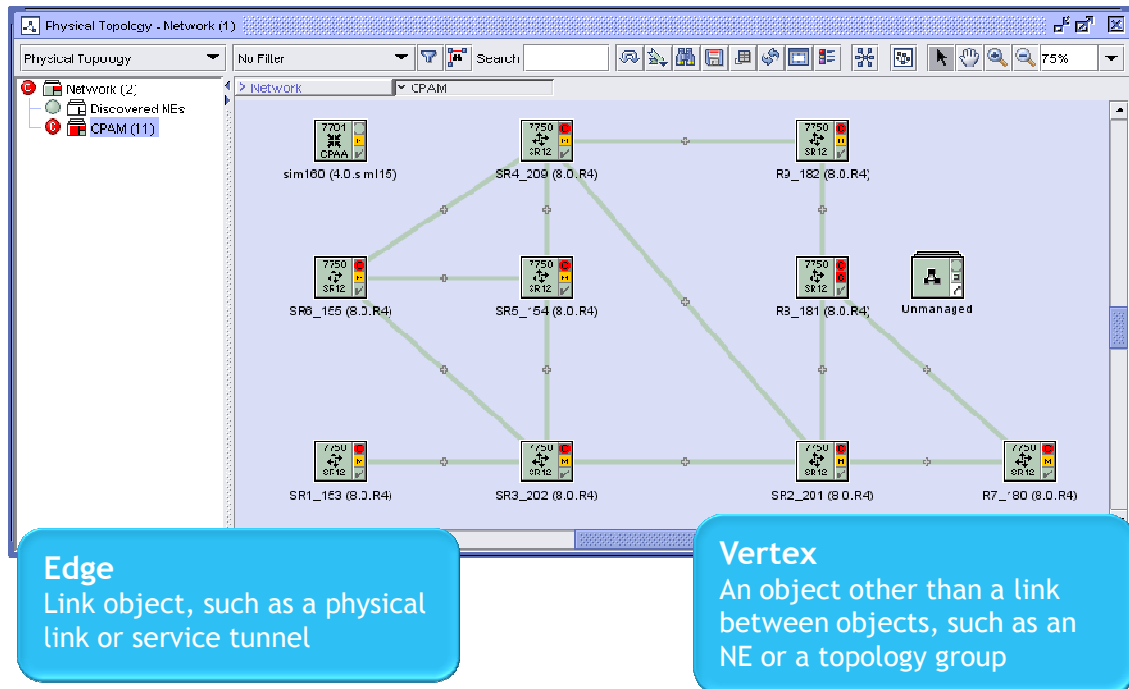 Physical Topology - Network (1)
Physical Topology
No Filter
Search
75%
Network (2)
Discovered NEs
CPAM (11)
> Network
CPAM
7701
CPAA
sim160 (4.0.sim115)
7750
C
M
SR12
SR4_209 (8.0.R4)
7750
C
M
SR12
R9_182 (8.0.R4)
7750
C
M
SR12
SR6_155 (8.0.R4)
7750
C
M
SR12
SR5_154 (8.0.R4)
7750
C
SR12
R8_181 (8.0.R4)
Unmanaged
7750
C
M
SR12
SR1_153 (8.0.R4)
7750
C
M
SR12
SR3_202 (8.0.R4)
7750
C
M
SR12
SR2_201 (8.0.R4)
7750
C
M
SR12
R7_180 (8.0.R4)
Edge
Link object, such as a physical
link or service tunnel
Vertex
An object other than a link
between objects, such as an
NE or a topology group